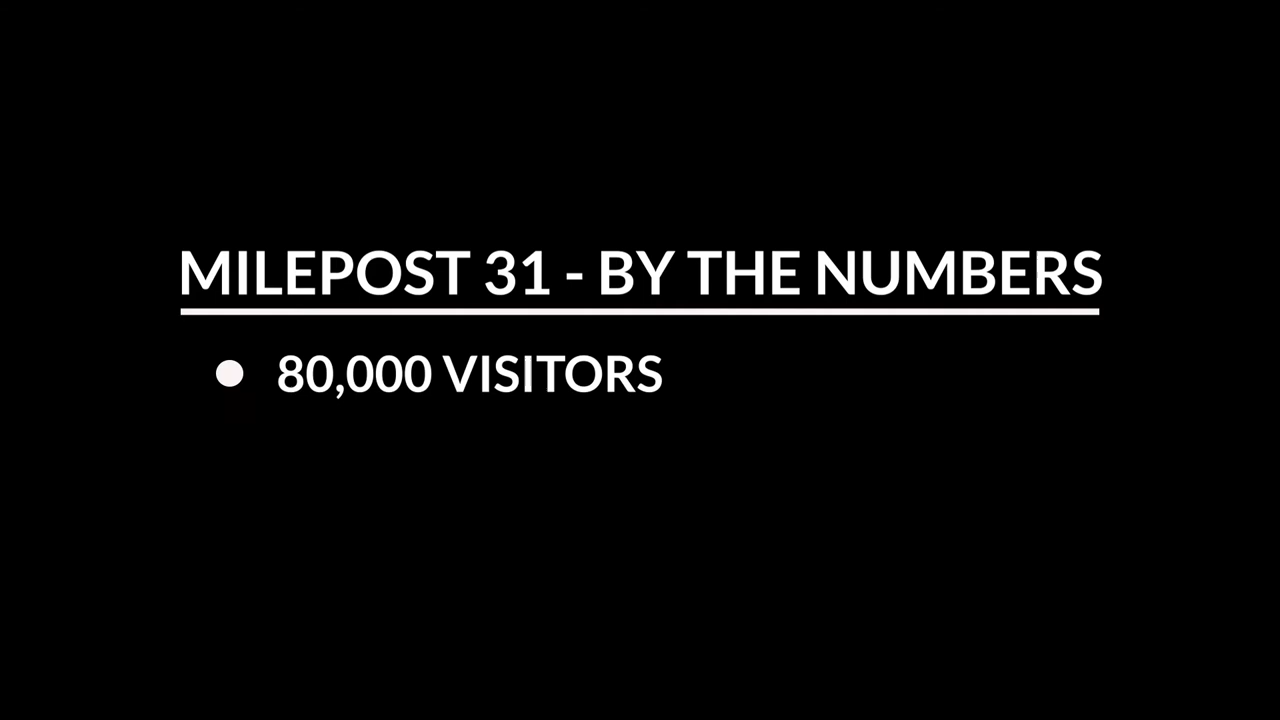 MILEPOST 31 - BY THE NUMBERS
● 80,000 VISITORS